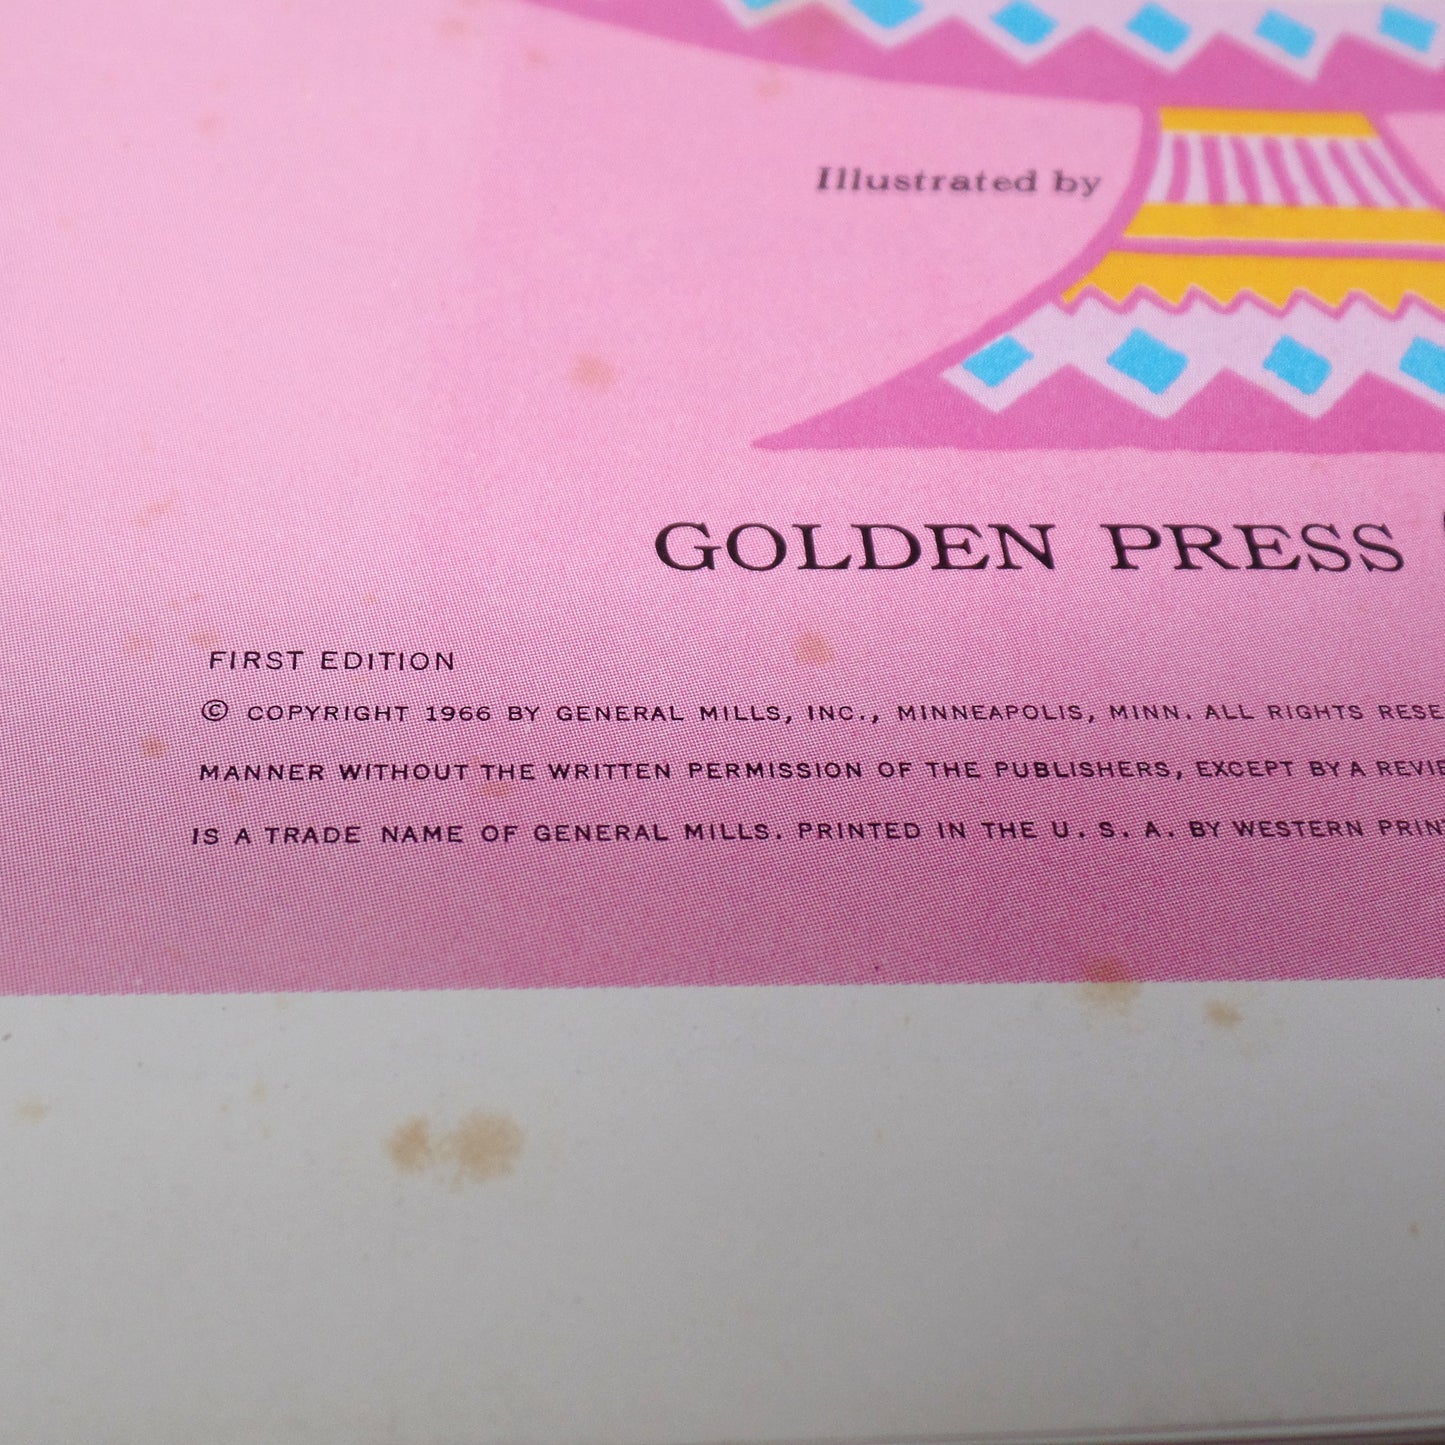 Illustrated by
GOLDEN PRESS
FIRST EDITION
© COPYRIGHT 1966 BY GENERAL MILLS, INC., MINNEAPOLIS, MINN. ALL RIGHTS RESE
MANNER WITHOUT THE WRITTEN PERMISSION OF THE PUBLISHERS, EXCEPT BY A REVIE
IS A TRADE NAME OF GENERAL MILLS. PRINTED IN THE U. S. A. BY WESTERN PRINT